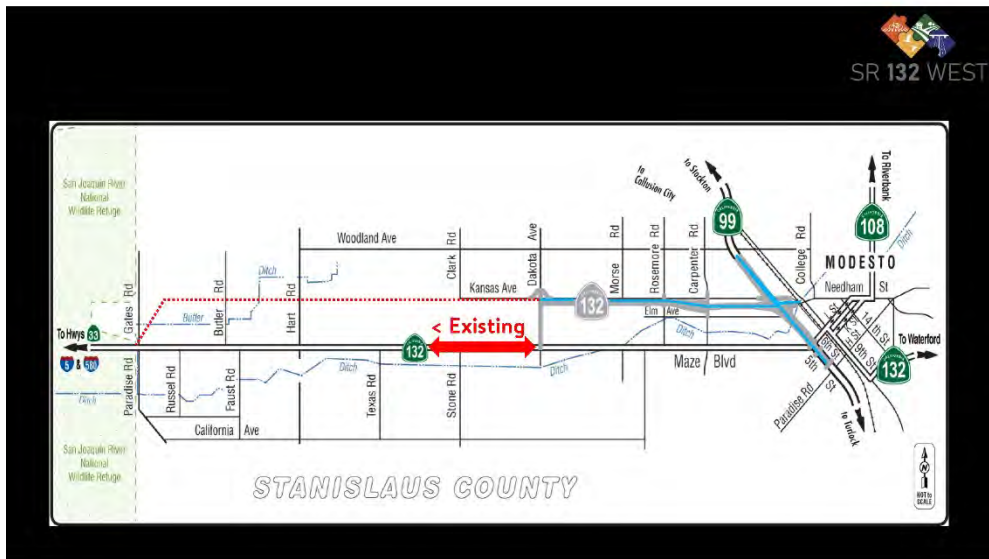 SR 132 WEST
San Joaquin River
National
Wildlife Refuge
to Stockton
to
Collusion City
To Riverbank
99
108
Ditch
MODESTO
Woodland Ave
Clark Rd
Dakota Ave
Morse Rd
Rosemore Rd
Carpenter Rd
College Rd
Needham St
Kansas Ave
Ditch
Gates Rd
Butler Rd
Hart Rd
132
Elm Ave
Butler
Ditch
14th St
9th St
6th St
5th St
To Hwys 33
5 & 580
< Existing
132
To Waterford
132
Ditch
Ditch
Maze Blvd
Ditch
Paradise Rd
Russel Rd
Faust Rd
Texas Rd
Stone Rd
Paradise Rd
to Turlock
California Ave
San Joaquin River
National
Wildlife Refuge
STANISLAUS COUNTY
N
NOT to
SCALE